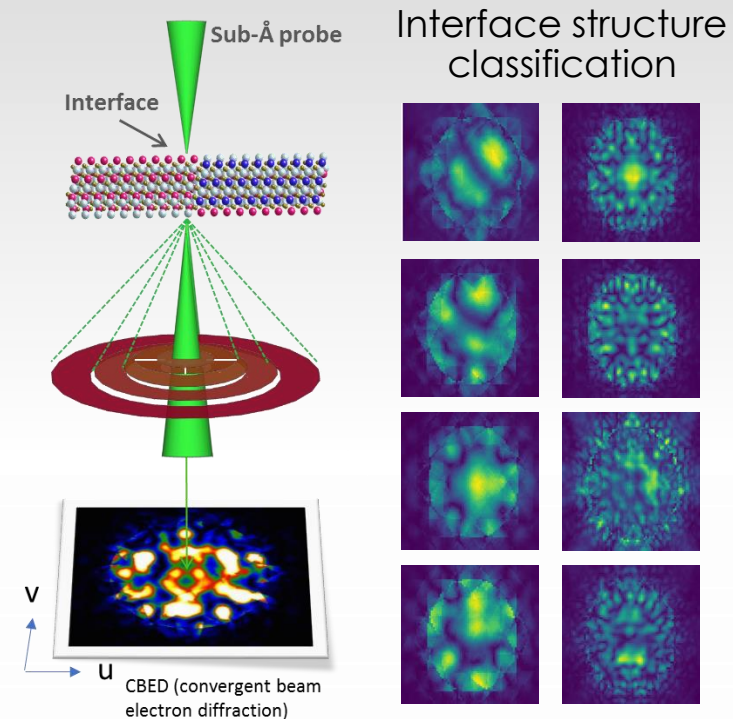 Interface structure
classification
Sub-Å probe
Interface
v
u
CBED (convergent beam
electron diffraction)